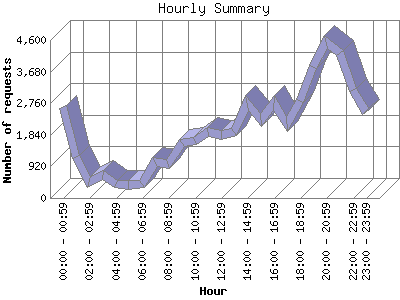 Hourly Summary
Number of requests
4,600
3,680
2,760
1,840
920
0
00:00 - 00:59
02:00 - 02:59
04:00 - 04:59
06:00 - 06:59
08:00 - 08:59
10:00 - 10:59
12:00 - 12:59
14:00 - 14:59
16:00 - 16:59
18:00 - 18:59
20:00 - 20:59
22:00 - 22:59
23:00 - 23:59
Hour